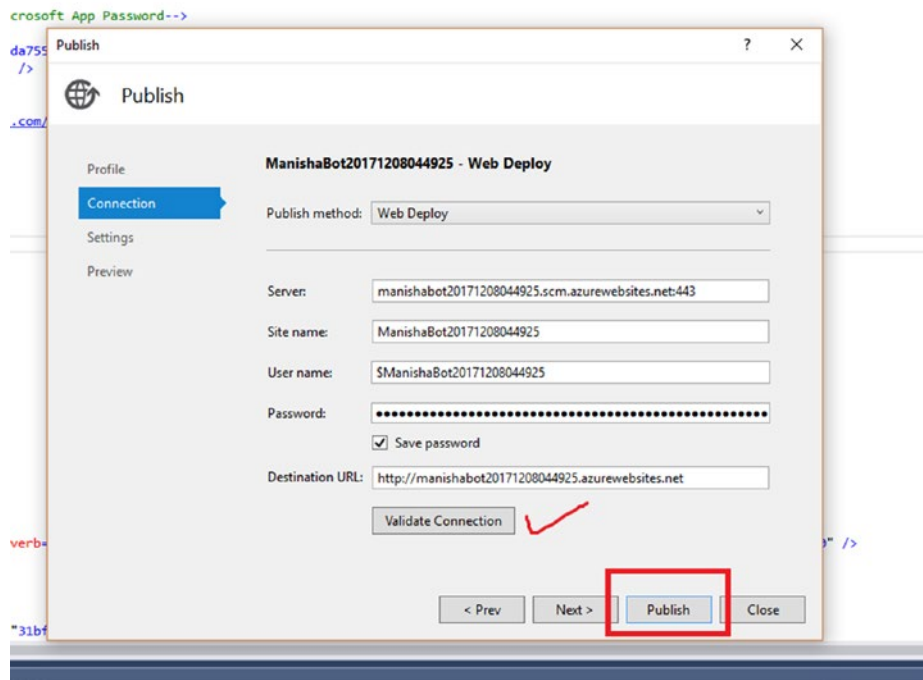 crosoft App Password-->
da755
/>
.com/
verb=
0" />
"31bf
Publish
? ×
Publish
Profile
Connection
Settings
Preview
ManishaBot20171208044925 - Web Deploy
Publish method: Web Deploy
Server: manishabot20171208044925.scm.azurewebsites.net:443
Site name: ManishaBot20171208044925
User name: $ManishaBot20171208044925
Password:
Save password
Destination URL: http://manishabot20171208044925.azurewebsites.net
Validate Connection
< Prev Next > Publish Close